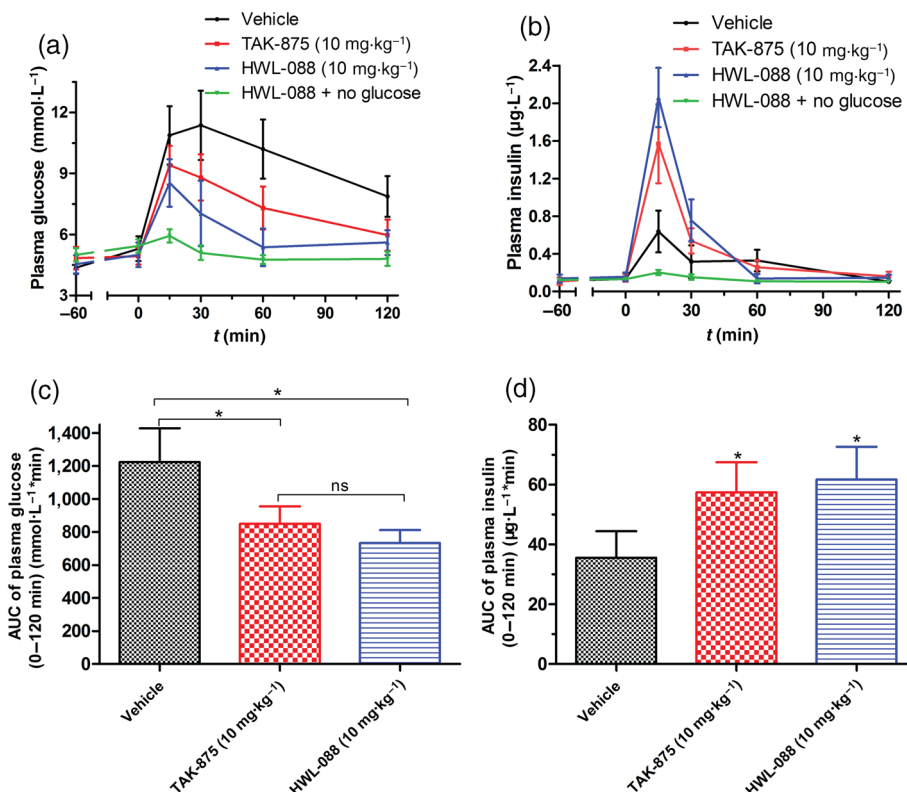 (a)
Vehicle
TAK-875 (10 mg·kg⁻¹)
HWL-088 (10 mg·kg⁻¹)
HWL-088 + no glucose
Plasma glucose (mmol·L⁻¹)
12
9
6
3
–60
0
30
60
90
120
t (min)
(b)
Vehicle
TAK-875 (10 mg·kg⁻¹)
HWL-088 (10 mg·kg⁻¹)
HWL-088 + no glucose
Plasma insulin (µg·L⁻¹)
2.4
2.0
1.6
1.2
0.8
0.4
0.0
–60
0
30
60
90
120
t (min)
(c)
AUC of plasma glucose
(0–120 min) (mmol·L⁻¹*min)
1,400
1,200
1,000
800
600
400
200
0
*
*
ns
Vehicle
TAK-875 (10 mg·kg⁻¹)
HWL-088 (10 mg·kg⁻¹)
(d)
AUC of plasma insulin
(0–120 min) (µg·L⁻¹*min)
80
60
40
20
0
*
*
Vehicle
TAK-875 (10 mg·kg⁻¹)
HWL-088 (10 mg·kg⁻¹)